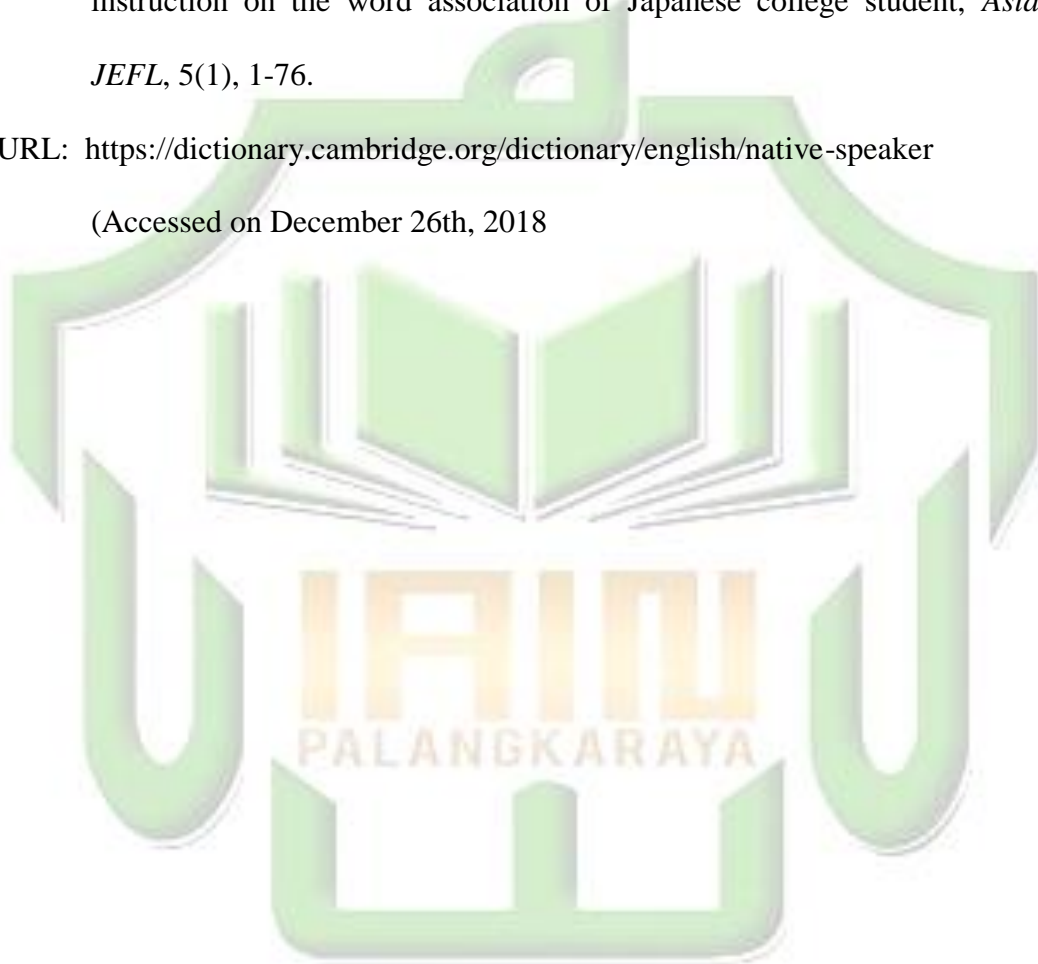 instruction on the word association of Japanese college student, Asia
JEFL, 5(1), 1-76.
URL: https://dictionary.cambridge.org/dictionary/english/native-speaker
(Accessed on December 26th, 2018
IAIN
PALANGKARAYA